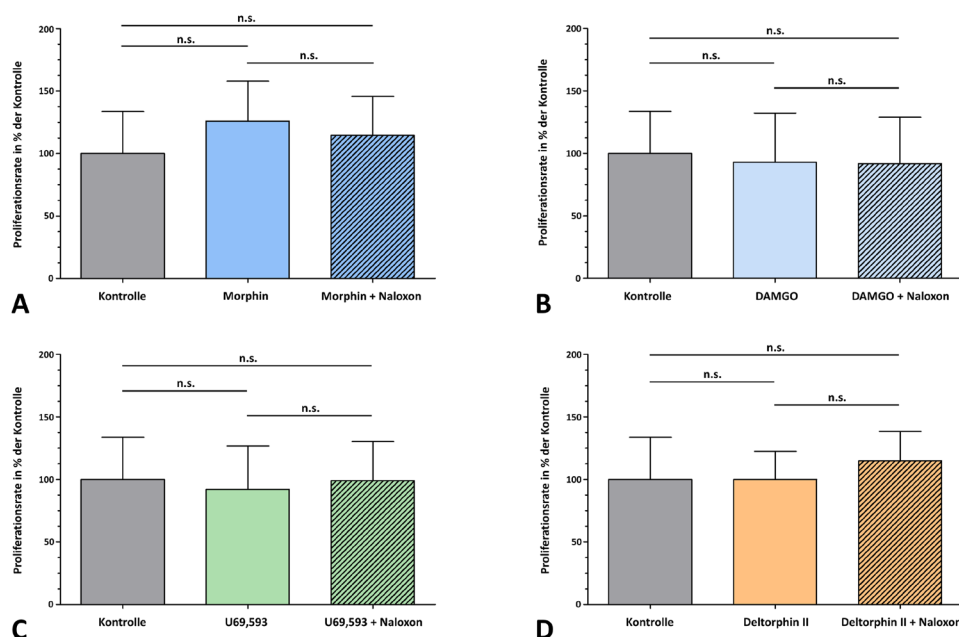 n.s.
n.s.
n.s.
Proliferationsrate in % der Kontrolle
200
150
100
50
0
Kontrolle
Morphin
Morphin + Naloxon
A
n.s.
n.s.
n.s.
Proliferationsrate in % der Kontrolle
200
150
100
50
0
Kontrolle
DAMGO
DAMGO + Naloxon
B
n.s.
n.s.
n.s.
Proliferationsrate in % der Kontrolle
200
150
100
50
0
Kontrolle
U69,593
U69,593 + Naloxon
C
n.s.
n.s.
n.s.
Proliferationsrate in % der Kontrolle
200
150
100
50
0
Kontrolle
Deltorphin II
Deltorphin II + Naloxon
D